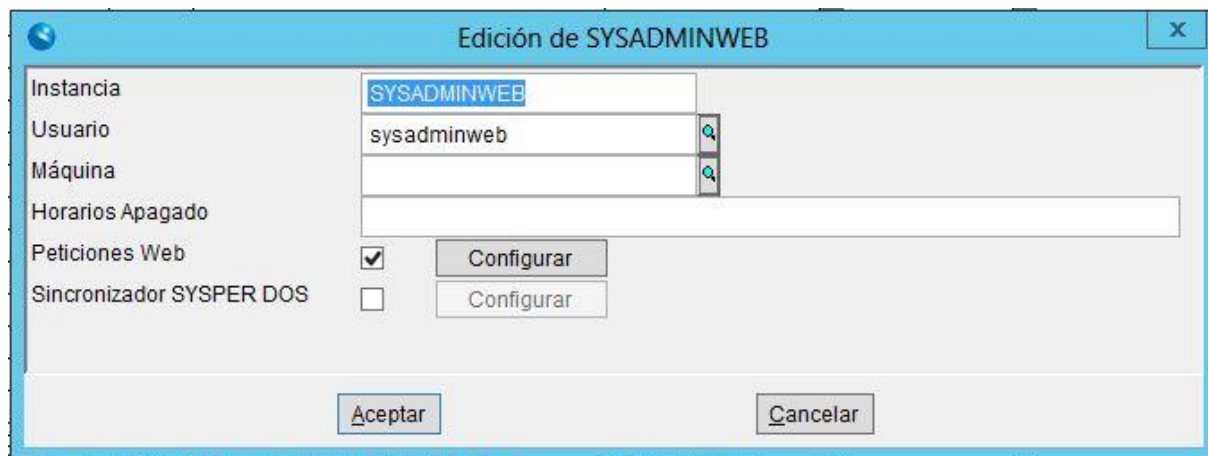 Edición de SYSADMINWEB
x
Instancia SYSADMINWEB
Usuario sysadminweb
Máquina
Horarios Apagado
Peticiones Web Configurar
Sincronizador SYSPER DOS Configurar
Aceptar Cancelar